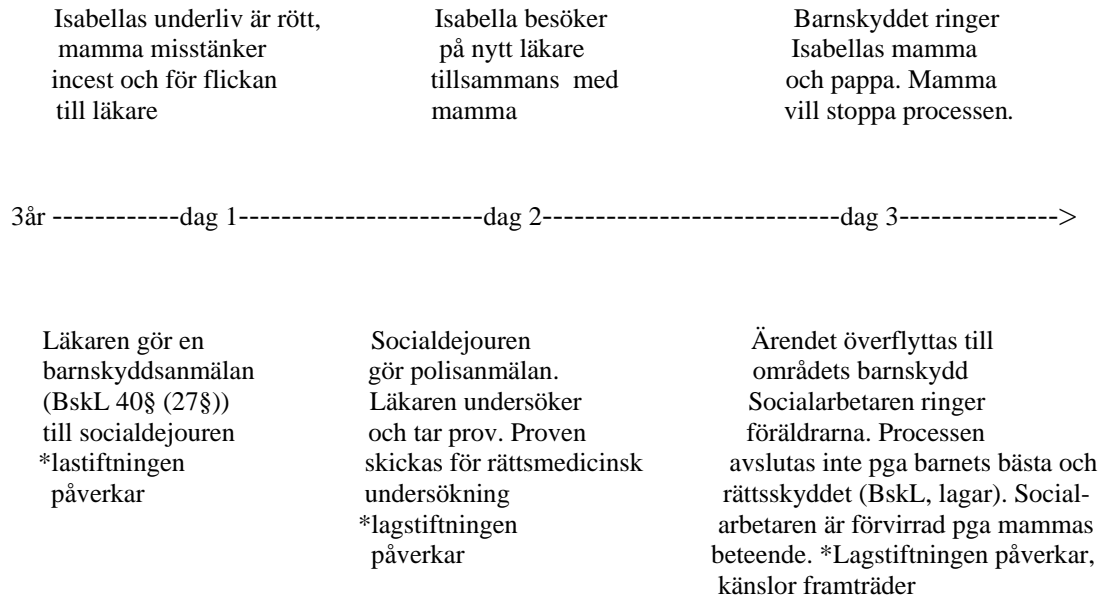 Isabellas underliv är rött,
mamma misstänker
incest och för flickan
till läkare
Isabella besöker
på nytt läkare
tillsammans med
mamma
Barnskyddet ringer
Isabellas mamma
och pappa. Mamma
vill stoppa processen.
3år ------------dag 1-----------------------dag 2----------------------------dag 3--------------->
Läkaren gör en
barnskyddsanmälan
(BskL 40§ (27§))
till socialdejouren
*lastiftningen
påverkar
Socialdejouren
gör polisanmälan.
Läkaren undersöker
och tar prov. Proven
skickas för rättsmedicinsk
undersökning
*lagstiftningen
påverkar
Ärendet överflyttas till
områdets barnskydd
Socialarbetaren ringer
föräldrarna. Processen
avslutas inte pga barnets bästa och
rättsskyddet (BskL, lagar). Social-
arbetaren är förvirrad pga mammas
beteende. *Lagstiftningen påverkar,
känslor framträder